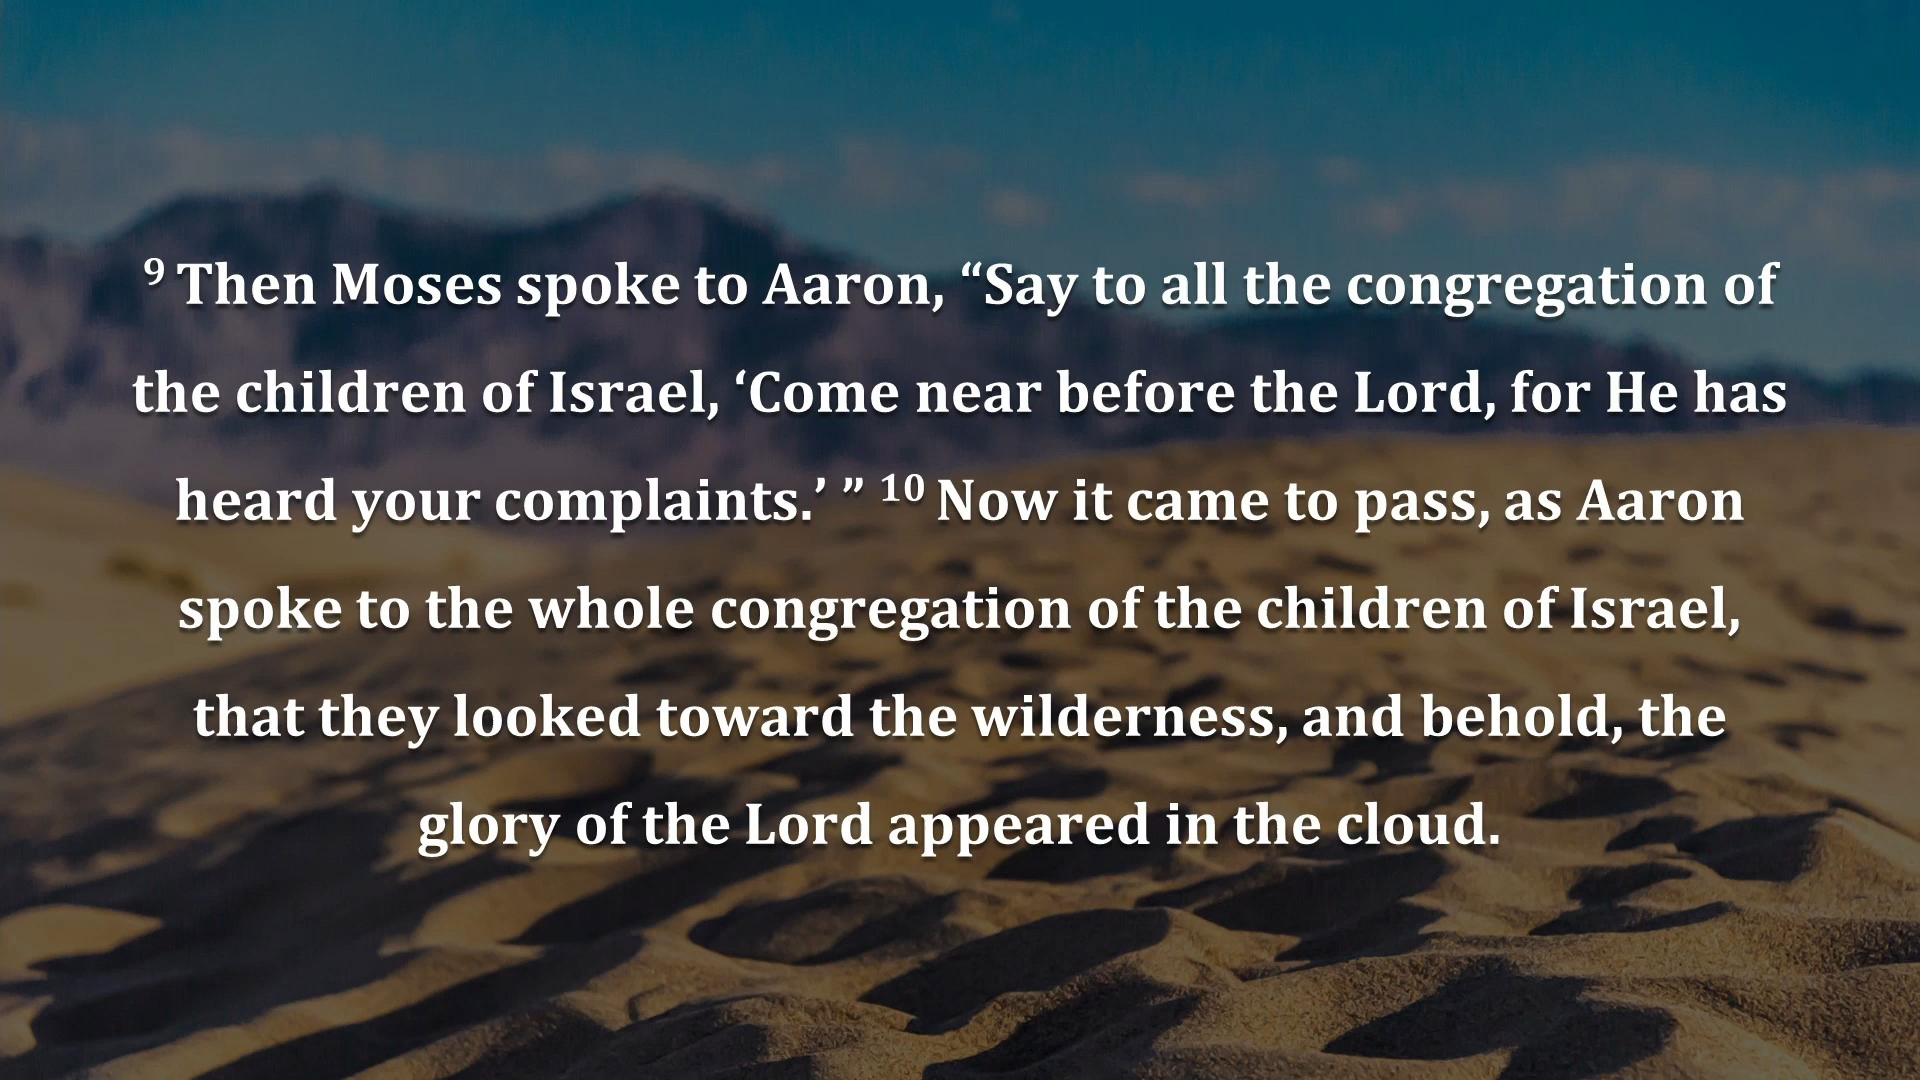 9 Then Moses spoke to Aaron, “Say to all the congregation of
the children of Israel, ‘Come near before the Lord, for He has
heard your complaints.’ ” 10 Now it came to pass, as Aaron
spoke to the whole congregation of the children of Israel,
that they looked toward the wilderness, and behold, the
glory of the Lord appeared in the cloud.